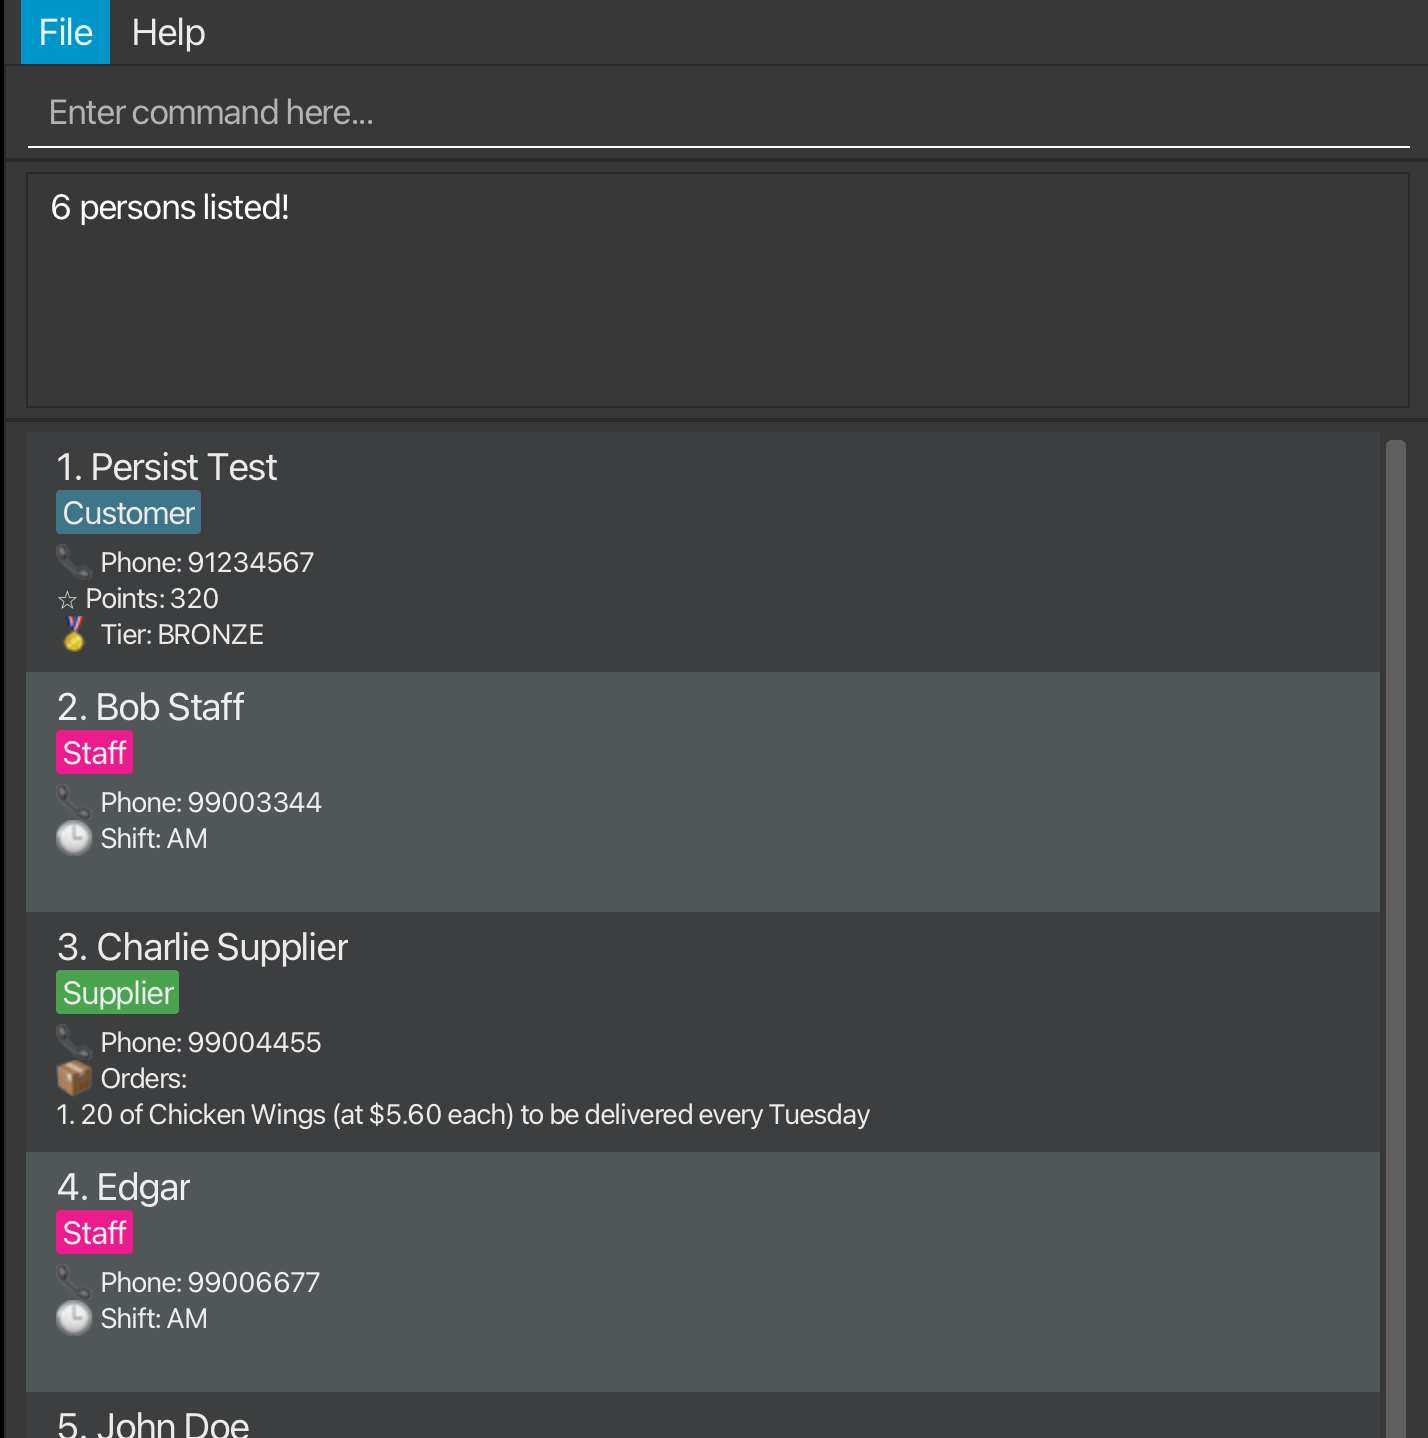 File Help
Enter command here...
6 persons listed!
1. Persist Test
Customer
Phone: 91234567
☆ Points: 320
Tier: BRONZE
2. Bob Staff
Staff
Phone: 99003344
Shift: AM
3. Charlie Supplier
Supplier
Phone: 99004455
Orders:
1. 20 of Chicken Wings (at $5.60 each) to be delivered every Tuesday
4. Edgar
Staff
Phone: 99006677
Shift: AM
5. John Doe